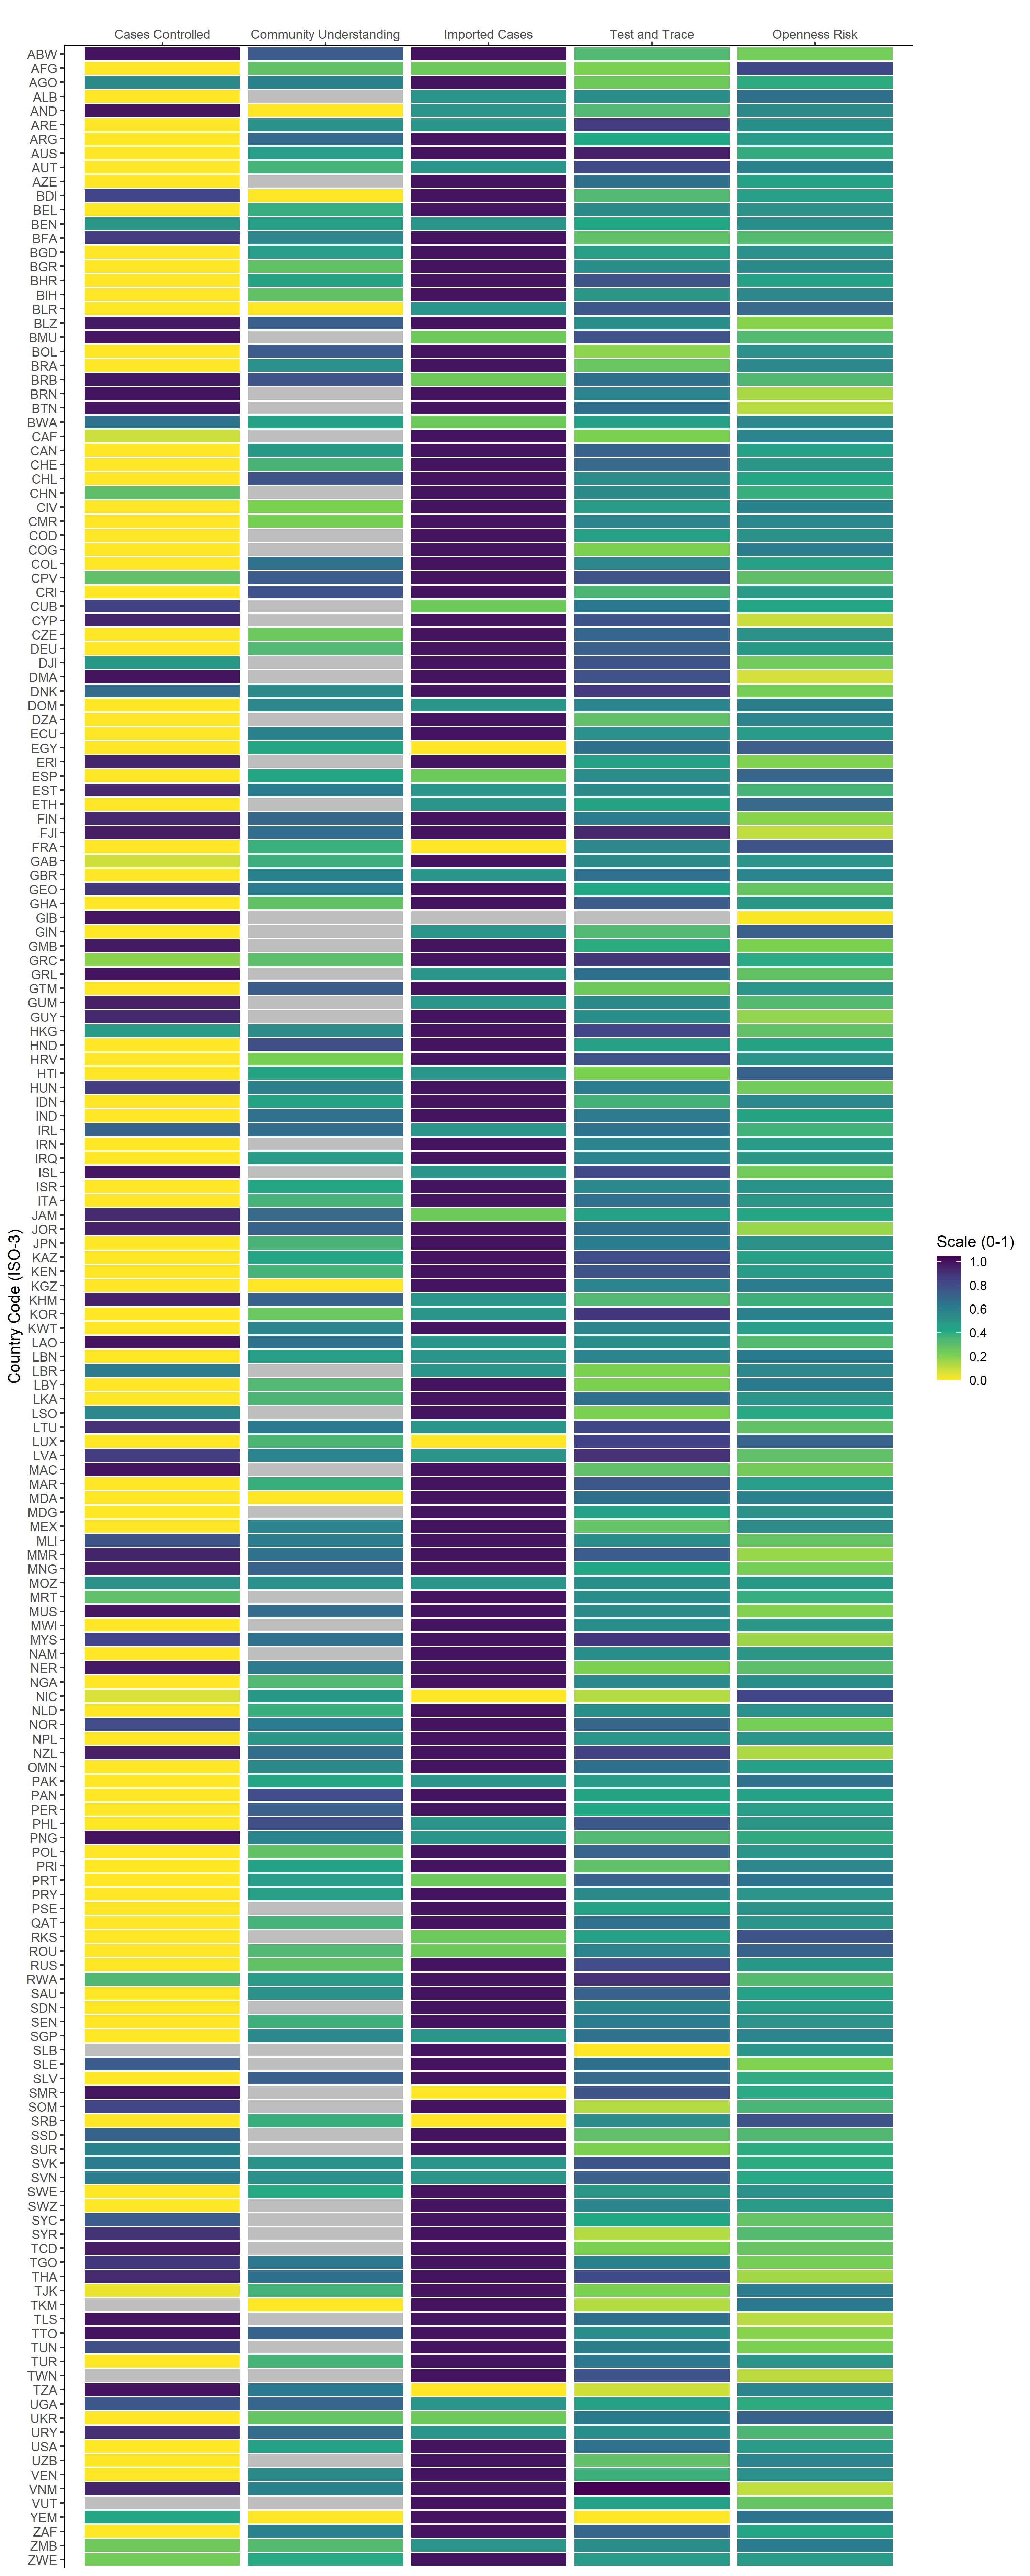 Cases Controlled Community Understanding Imported Cases Test and Trace Openness Risk
ABW
AFG
AGO
ALB
AND
ARE
ARG
AUS
AUT
AZE
BDI
BEL
BEN
BFA
BGD
BGR
BHR
BIH
BLR
BLZ
BMU
BOL
BRA
BRB
BRN
BTN
BWA
CAF
CAN
CHE
CHL
CHN
CIV
CMR
COD
COG
COL
CPV
CRI
CUB
CYP
CZE
DEU
DJI
DMA
DNK
DOM
DZA
ECU
EGY
ERI
ESP
EST
ETH
FIN
FJI
FRA
GAB
GBR
GEO
GHA
GIB
GIN
GMB
GRC
GRL
GTM
GUM
GUY
HKG
HND
HRV
HTI
HUN
IDN
IND
IRL
IRN
IRQ
ISL
ISR
ITA
JAM
JOR
JPN
KAZ
KEN
KGZ
KHM
KOR
KWT
LAO
LBN
LBR
LBY
LKA
LSO
LTU
LUX
LVA
MAC
MAR
MDA
MDG
MEX
MLI
MMR
MNG
MOZ
MRT
MUS
MWI
MYS
NAM
NER
NGA
NIC
NLD
NOR
NPL
NZL
OMN
PAK
PAN
PER
PHL
PNG
POL
PRI
PRT
PRY
PSE
QAT
RKS
ROU
RUS
RWA
SAU
SDN
SEN
SGP
SLB
SLE
SLV
SMR
SOM
SRB
SSD
SUR
SVK
SVN
SWE
SWZ
SYC
SYR
TCD
TGO
THA
TJK
TKM
TLS
TTO
TUN
TUR
TWN
TZA
UGA
UKR
URY
USA
UZB
VEN
VNM
VUT
YEM
ZAF
ZMB
ZWE
Country Code (ISO-3)
Scale (0-1)
1.0
0.8
0.6
0.4
0.2
0.0